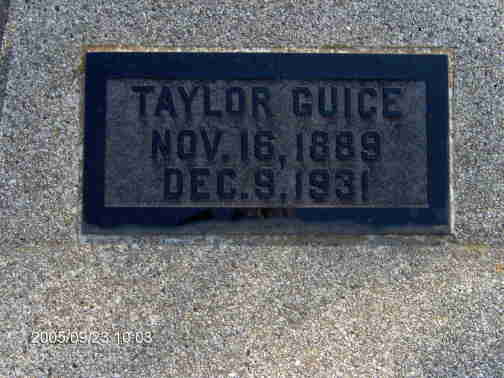 TAYLOR GUICE
NOV. 16, 1889
DEC. 9, 1931
2005/09/23 10:03